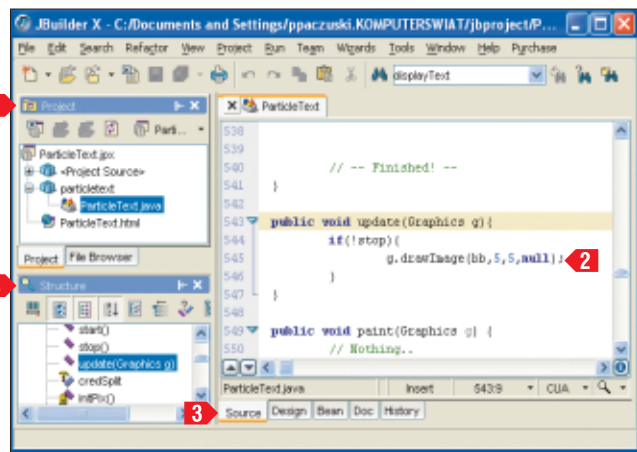 JBuilder X - C:/Documents and Settings/ppaczuski.KOMPUTERSWIAT/jbproject/P...
File Edit Search Refactor View Project Run Team Wizards Tools Window Help Purchase
displayText
Project
Parti...
ParticleText.jpx
<Project Source>
particletext
ParticleText.java
ParticleText.html
Project File Browser
Structure
start()
stop()
update(Graphics g)
credSplit
initPix()
ParticleText
538
539
540 // -- Finished! --
541 }
542
543 public void update(Graphics g){
544 if(!stop){
545 g.drawImage(bb,5,5,null);
546 }
547 }
548
549 public void paint(Graphics g) {
550 // Nothing..
2
ParticleText.java Insert 543:9 CUA
3
Source Design Bean Doc History